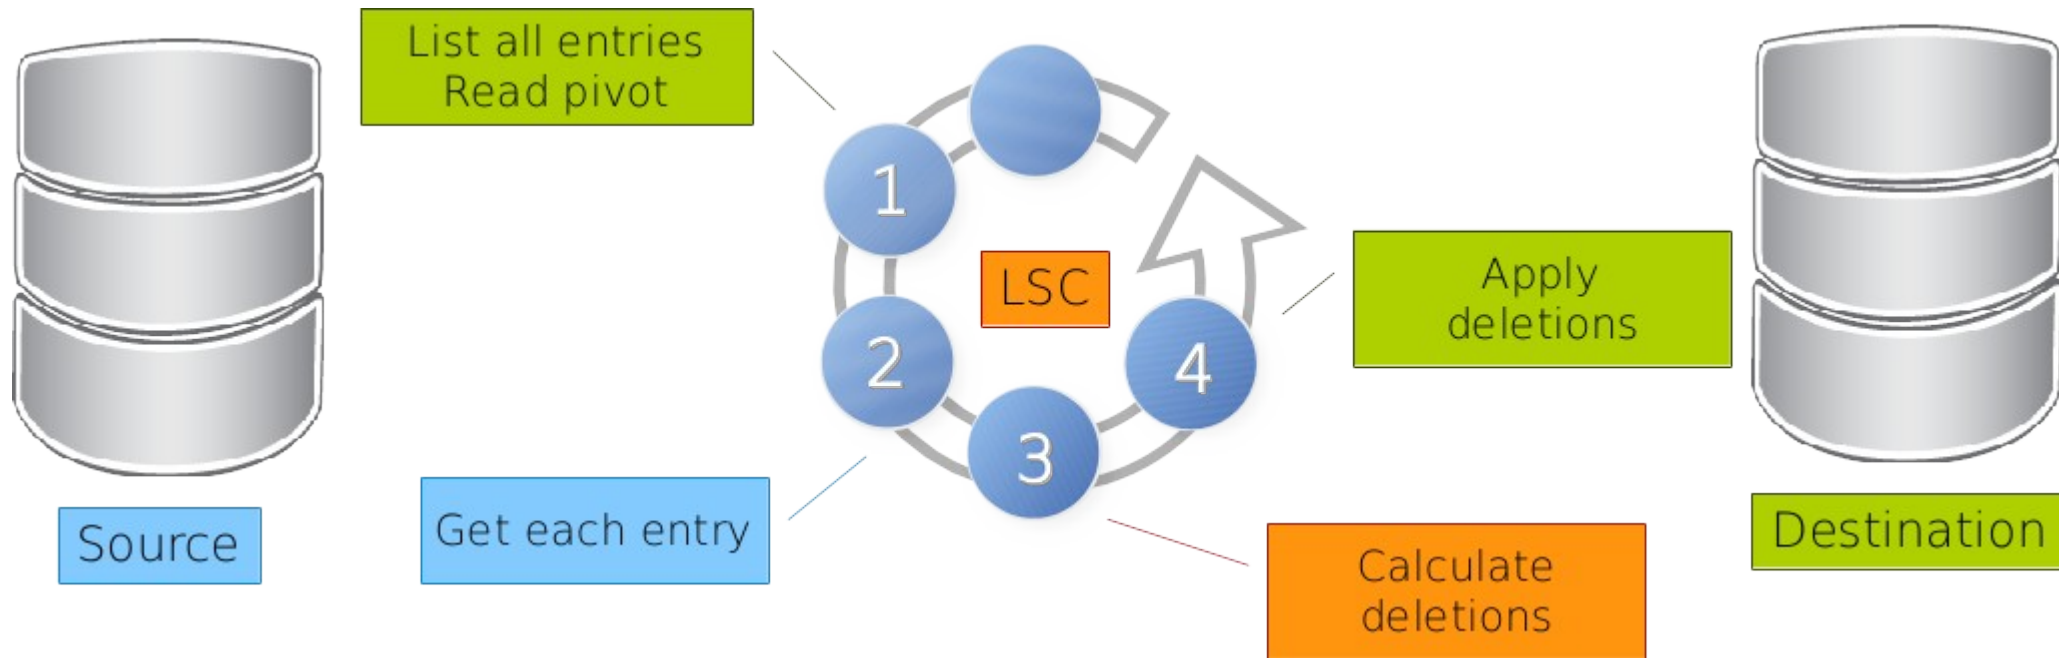 List all entries
Read pivot
1
LSC
Apply
deletions
2
4
3
Source
Get each entry
Destination
Calculate
deletions